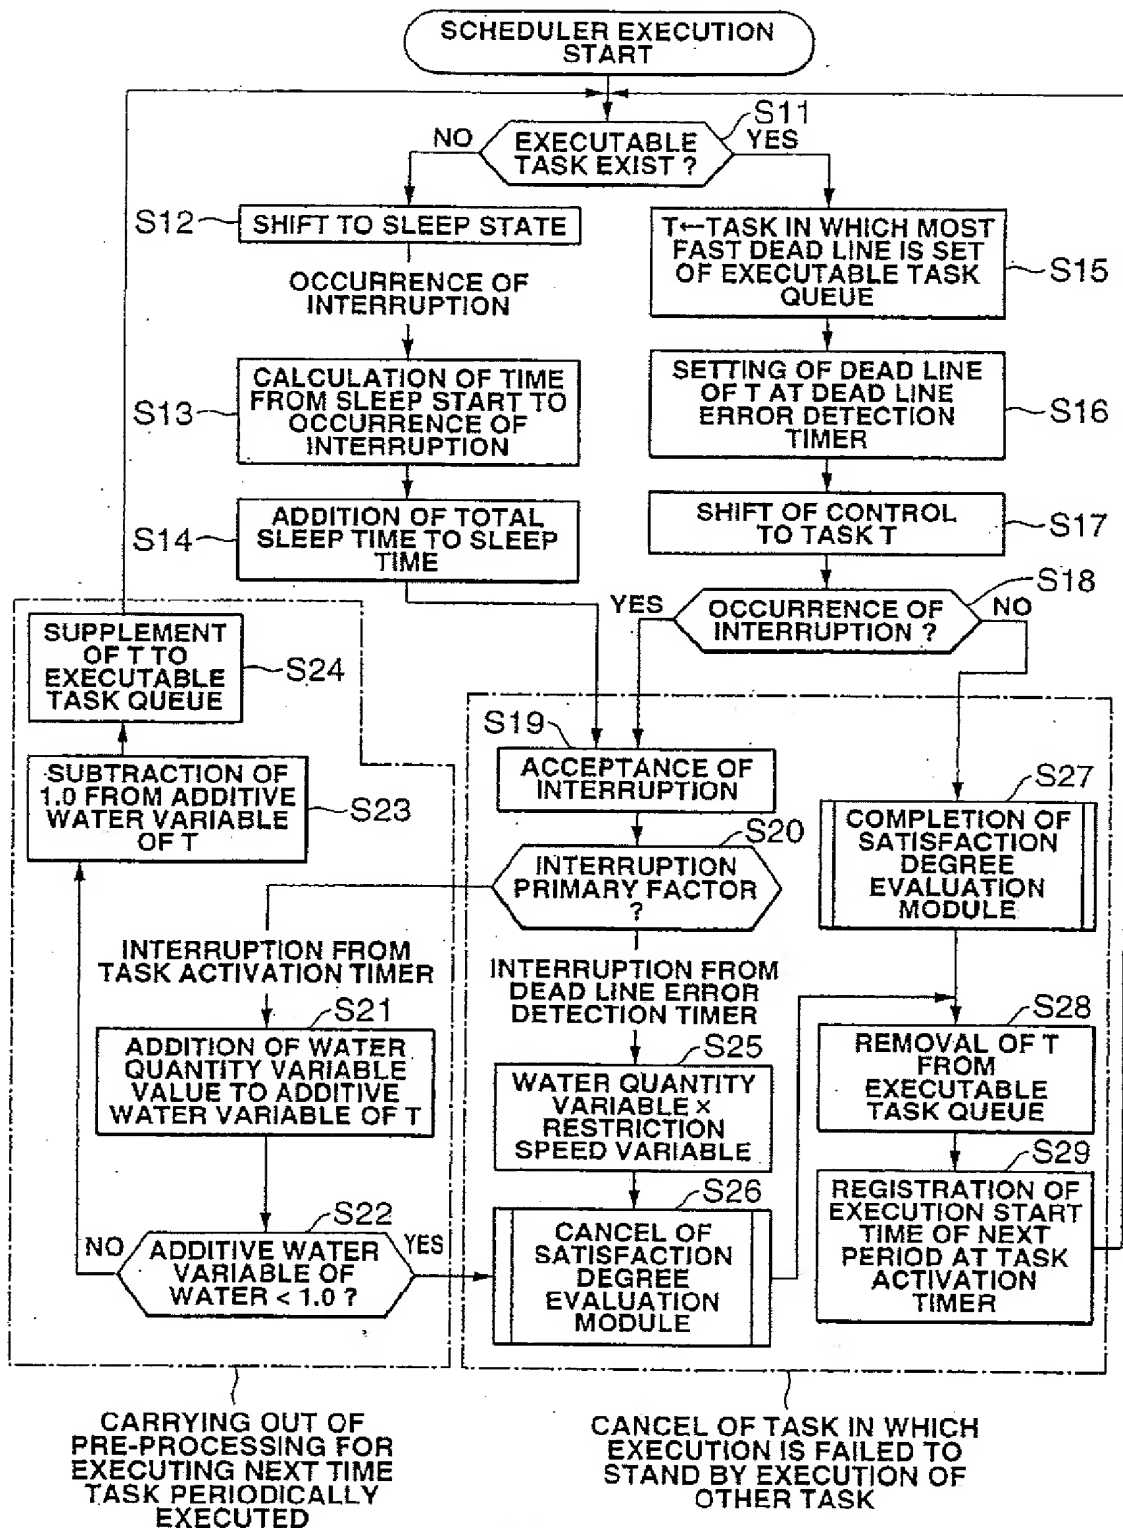 SCHEDULER EXECUTION
START
S11
NO
EXECUTABLE
TASK EXIST ?
YES
S12
SHIFT TO SLEEP STATE
OCCURRENCE OF
INTERRUPTION
S13
CALCULATION OF TIME
FROM SLEEP START TO
OCCURRENCE OF
INTERRUPTION
S14
ADDITION OF TOTAL
SLEEP TIME TO SLEEP
TIME
T←TASK IN WHICH MOST
FAST DEAD LINE IS SET
OF EXECUTABLE TASK
QUEUE
S15
SETTING OF DEAD LINE
OF T AT DEAD LINE
ERROR DETECTION
TIMER
S16
SHIFT OF CONTROL
TO TASK T
S17
S18
YES
OCCURRENCE OF
INTERRUPTION ?
NO
SUPPLEMENT
OF T TO
EXECUTABLE
TASK QUEUE
S24
SUBTRACTION OF
1.0 FROM ADDITIVE
WATER VARIABLE
OF T
S23
S19
ACCEPTANCE OF
INTERRUPTION
S20
INTERRUPTION
PRIMARY FACTOR
?
S27
COMPLETION OF
SATISFACTION
DEGREE
EVALUATION
MODULE
INTERRUPTION FROM
TASK ACTIVATION TIMER
INTERRUPTION FROM
DEAD LINE ERROR
DETECTION TIMER
S21
ADDITION OF WATER
QUANTITY VARIABLE
VALUE TO ADDITIVE
WATER VARIABLE OF T
S25
WATER QUANTITY
VARIABLE ×
RESTRICTION
SPEED VARIABLE
S28
REMOVAL OF T
FROM
EXECUTABLE
TASK QUEUE
S22
NO
ADDITIVE WATER
VARIABLE OF
WATER < 1.0 ?
YES
S26
CANCEL OF
SATISFACTION
DEGREE
EVALUATION
MODULE
S29
REGISTRATION OF
EXECUTION START
TIME OF NEXT
PERIOD AT TASK
ACTIVATION
TIMER
CARRYING OUT OF
PRE-PROCESSING FOR
EXECUTING NEXT TIME
TASK PERIODICALLY
EXECUTED
CANCEL OF TASK IN WHICH
EXECUTION IS FAILED TO
STAND BY EXECUTION OF
OTHER TASK